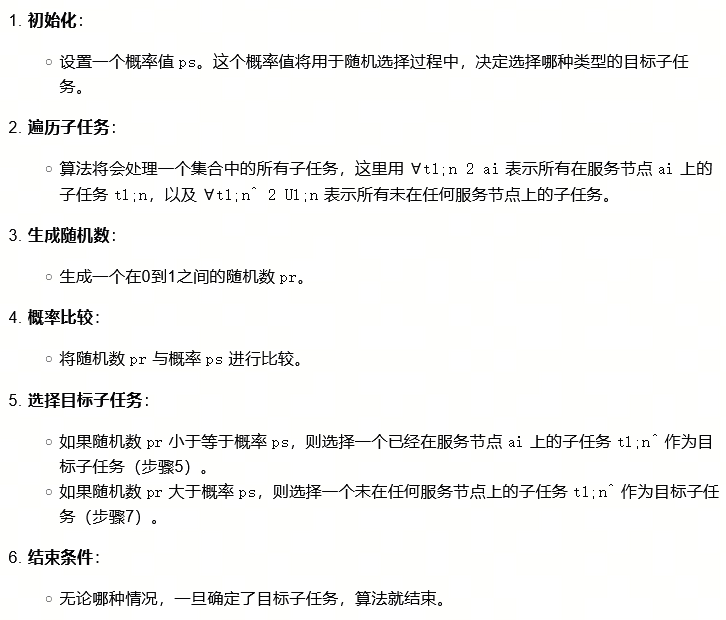 1. 初始化：
○ 设置一个概率值 ps。这个概率值将用于随机选择过程中，决定选择哪种类型的目标子任
务。
2. 遍历子任务：
○ 算法将会处理一个集合中的所有子任务，这里用 ∀tl;n 2 ai 表示所有在服务节点 ai 上的
子任务 tl;n，以及 ∀tl;n^ 2 Ul;n 表示所有未在任何服务节点上的子任务。
3. 生成随机数：
○ 生成一个在0到1之间的随机数 pr。
4. 概率比较：
○ 将随机数 pr 与概率 ps 进行比较。
5. 选择目标子任务：
○ 如果随机数 pr 小于等于概率 ps，则选择一个已经在服务节点 ai 上的子任务 tl;n^ 作为目
标子任务（步骤5）。
○ 如果随机数 pr 大于概率 ps，则选择一个未在任何服务节点上的子任务 tl;n^ 作为目标子任
务（步骤7）。
6. 结束条件：
○ 无论哪种情况，一旦确定了目标子任务，算法就结束。